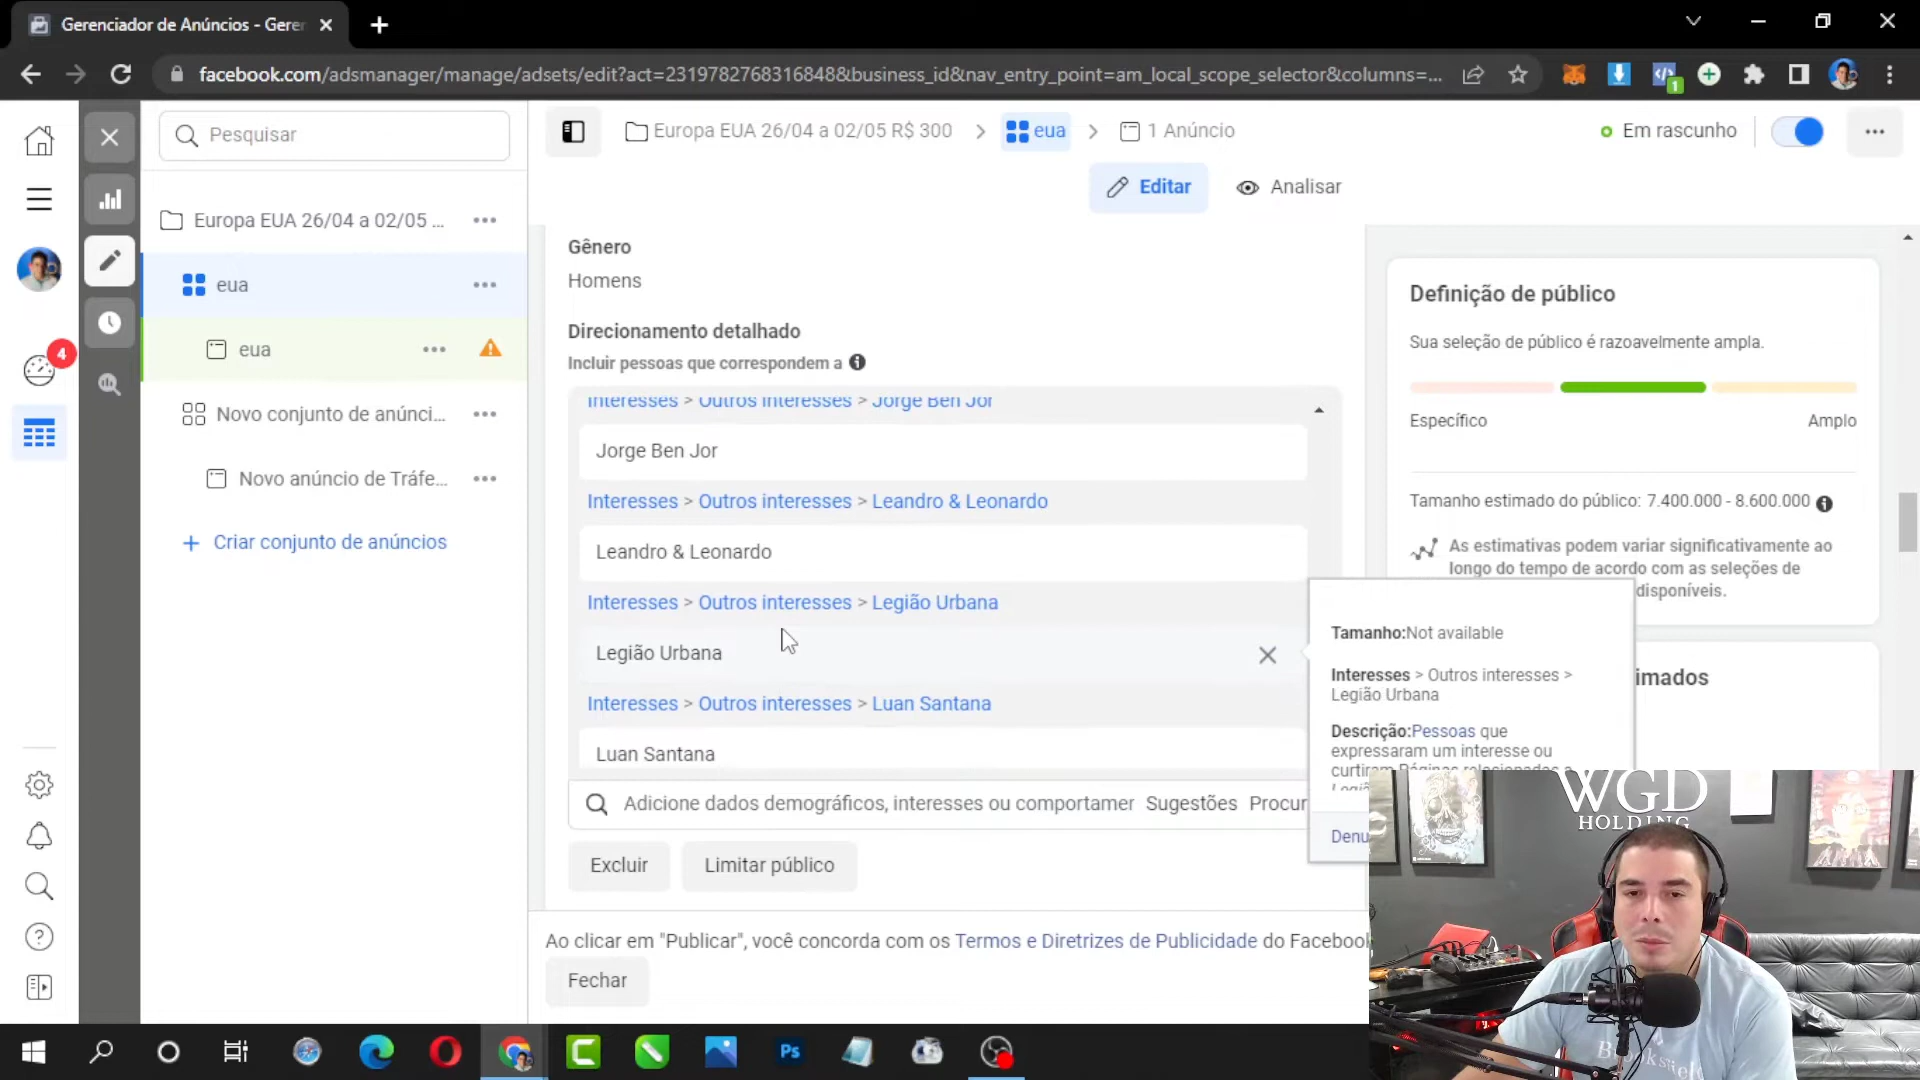 Gerenciador de Anúncios - Geren
facebook.com/adsmanager/manage/adsets/edit?act=2319782768316848&business_id&nav_entry_point=am_local_scope_selector&columns=...
1
Pesquisar
Europa EUA 26/04 a 02/05 R$ 300
eua
1 Anúncio
Em rascunho
Editar
Analisar
Europa EUA 26/04 a 02/05 ...
eua
eua
4
Novo conjunto de anúnci...
Novo anúncio de Tráfe...
Criar conjunto de anúncios
Gênero
Homens
Direcionamento detalhado
Incluir pessoas que correspondem a
Interesses > Outros interesses > Jorge Ben Jor
Jorge Ben Jor
Interesses > Outros interesses > Leandro & Leonardo
Leandro & Leonardo
Interesses > Outros interesses > Legião Urbana
Legião Urbana
Interesses > Outros interesses > Luan Santana
Luan Santana
Adicione dados demográficos, interesses ou comportamer Sugestões Procur
Excluir
Limitar público
Ao clicar em "Publicar", você concorda com os Termos e Diretrizes de Publicidade do Facebook
Fechar
Definição de público
Sua seleção de público é razoavelmente ampla.
Específico
Amplo
Tamanho estimado do público: 7.400.000 - 8.600.000
As estimativas podem variar significativamente ao
longo do tempo de acordo com as seleções de
disponíveis.
imados
Tamanho:Not available
Interesses > Outros interesses >
Legião Urbana
Descrição:Pessoas que
expressaram um interesse ou
curtiram Páginas relacionadas a
Denu
WGD
HOLDING
Ps